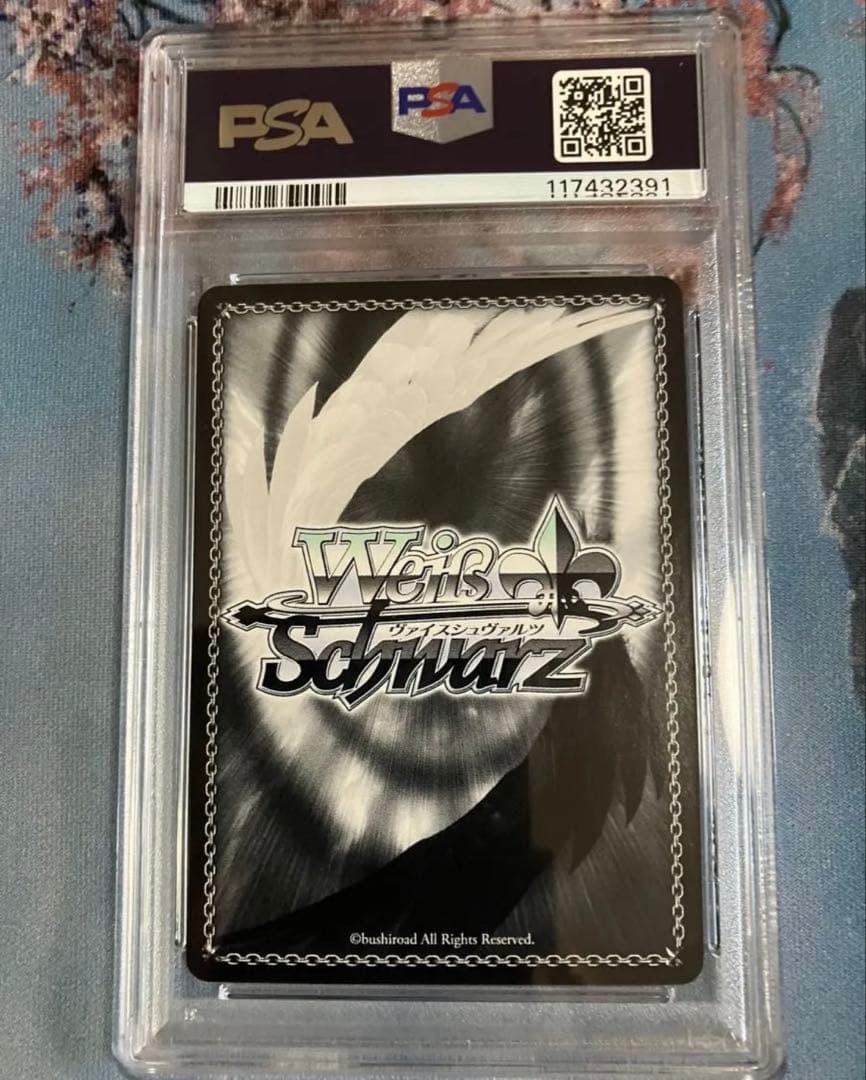 PSA
PSA
117432391
Weiß
ヴァイスシュヴァルツ
Schwarz
©bushiroad All Rights Reserved.